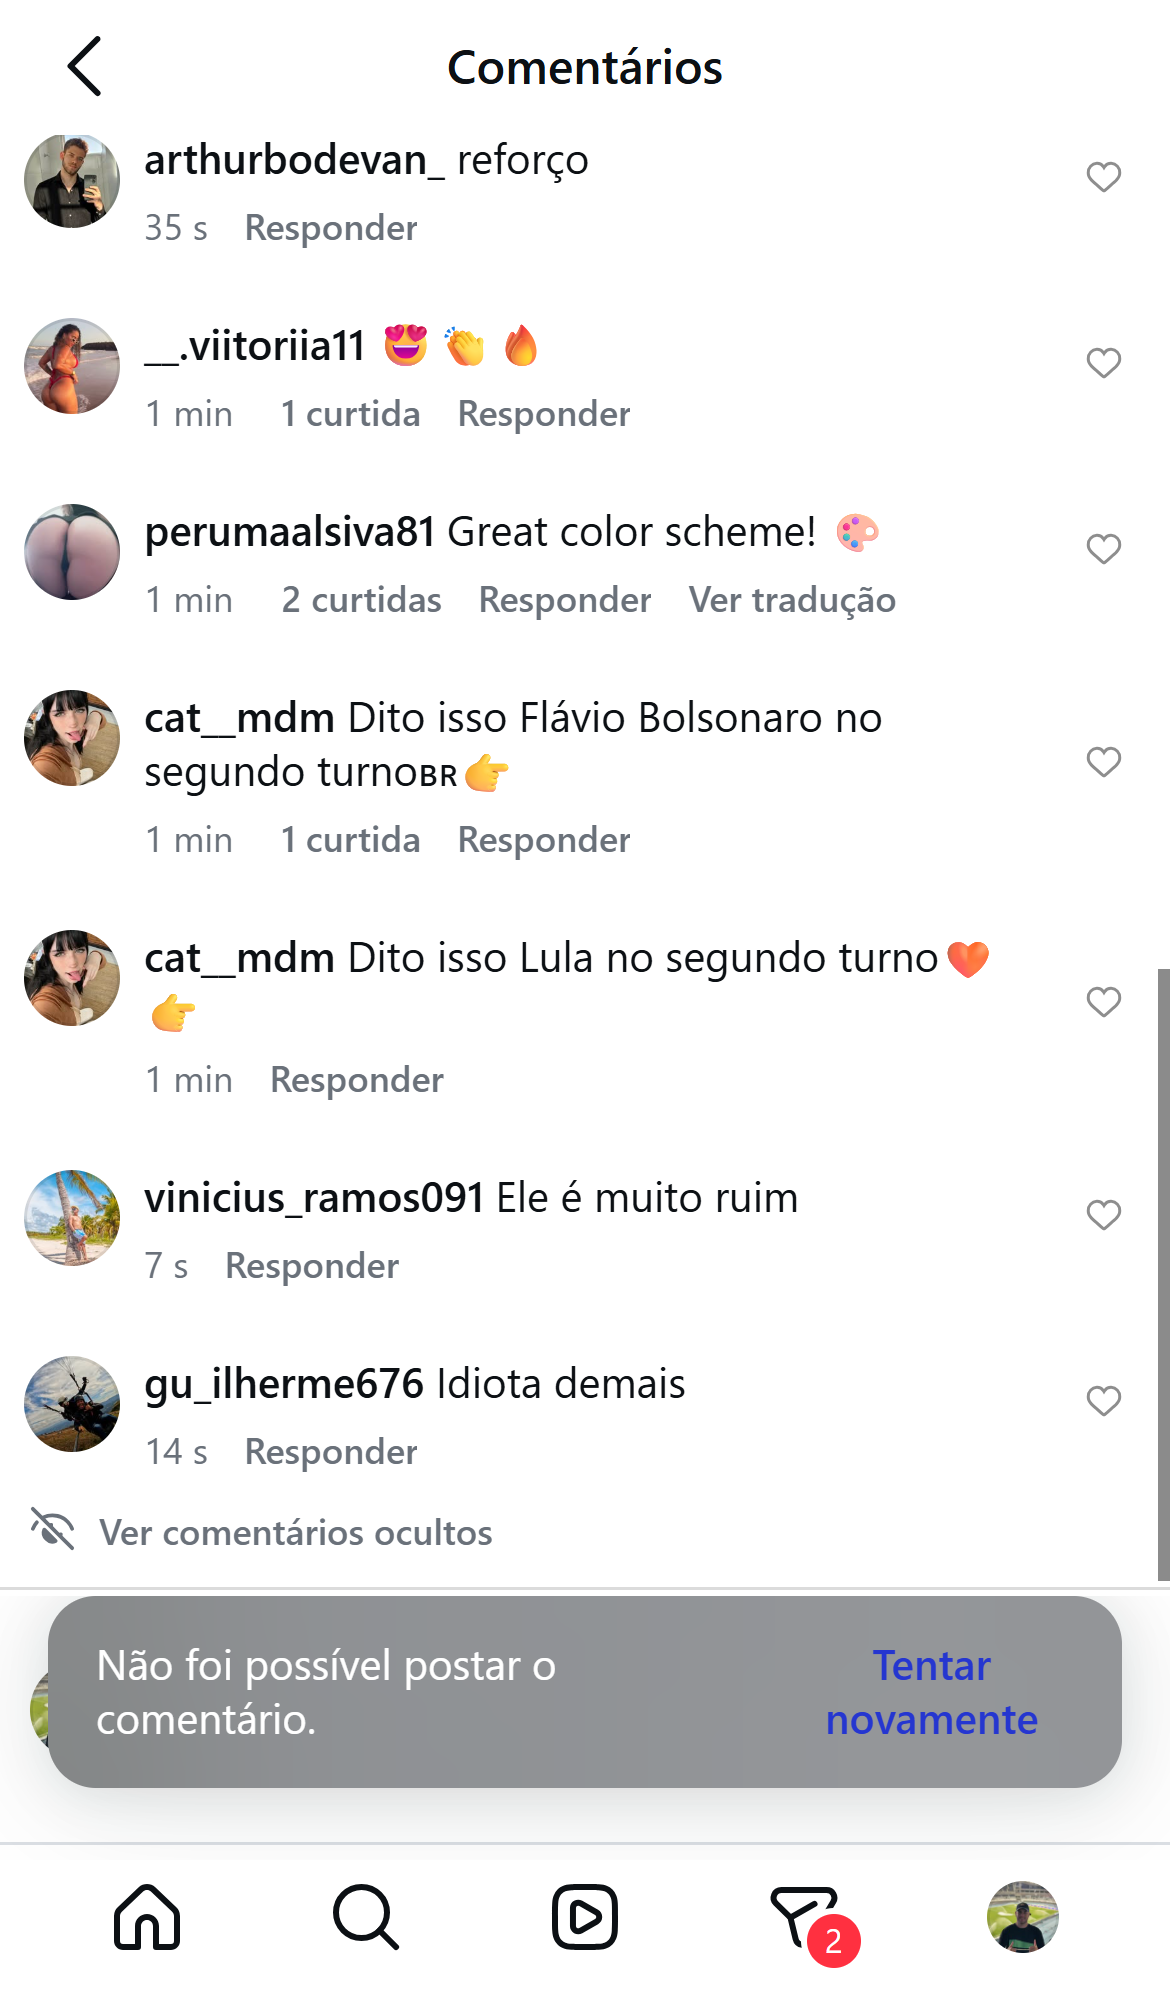 Comentários
arthurbodevan_ reforço
35 s Responder
__.viitoriia11 😍 👏 🔥
1 min 1 curtida Responder
perumaalsiva81 Great color scheme! 🎨
1 min 2 curtidas Responder Ver tradução
cat__mdm Dito isso Flávio Bolsonaro no
segundo turnoʙʀ👉
1 min 1 curtida Responder
cat__mdm Dito isso Lula no segundo turno❤️
👉
1 min Responder
vinicius_ramos091 Ele é muito ruim
7 s Responder
gu_ilherme676 Idiota demais
14 s Responder
Ver comentários ocultos
Não foi possível postar o
comentário.
Tentar
novamente
2